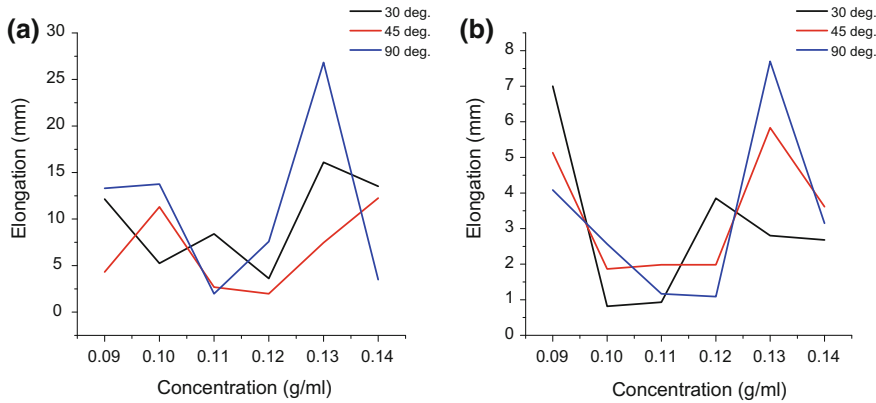 (a)
30 deg.
45 deg.
90 deg.
30
25
20
15
10
5
0
Elongation (mm)
0.09 0.10 0.11 0.12 0.13 0.14
Concentration (g/ml)
(b)
30 deg.
45 deg.
90 deg.
8
7
6
5
4
3
2
1
0
Elongation (mm)
0.09 0.10 0.11 0.12 0.13 0.14
Concentration (g/ml)